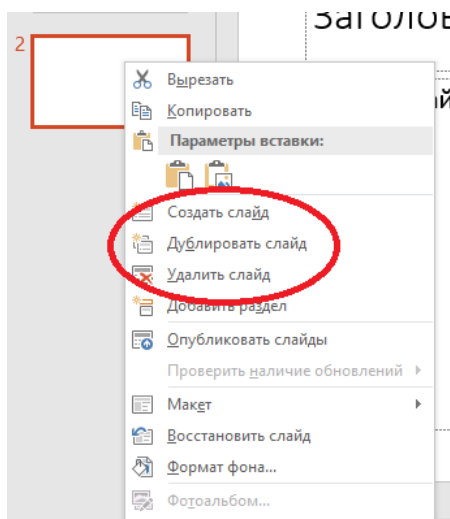 Заголов
2
Вырезать
Копировать
Параметры вставки:
Создать слайд
Дублировать слайд
Удалить слайд
Добавить раздел
Опубликовать слайды
Проверить наличие обновлений
Макет
Восстановить слайд
Формат фона...
Фотоальбом...